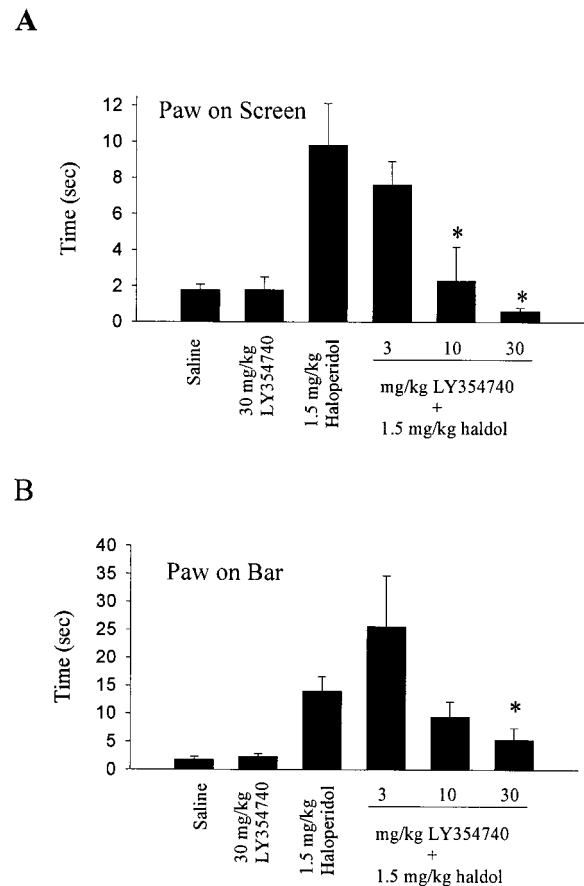 A
Paw on Screen
Time (sec)
12
10
8
6
4
2
0
Saline
30 mg/kg
LY354740
1.5 mg/kg
Haloperidol
3 10 30
mg/kg LY354740
+
1.5 mg/kg haldol
* *
B
Paw on Bar
Time (sec)
40
35
30
25
20
15
10
5
0
Saline
30 mg/kg
LY354740
1.5 mg/kg
Haloperidol
3 10 30
mg/kg LY354740
+
1.5 mg/kg haldol
*